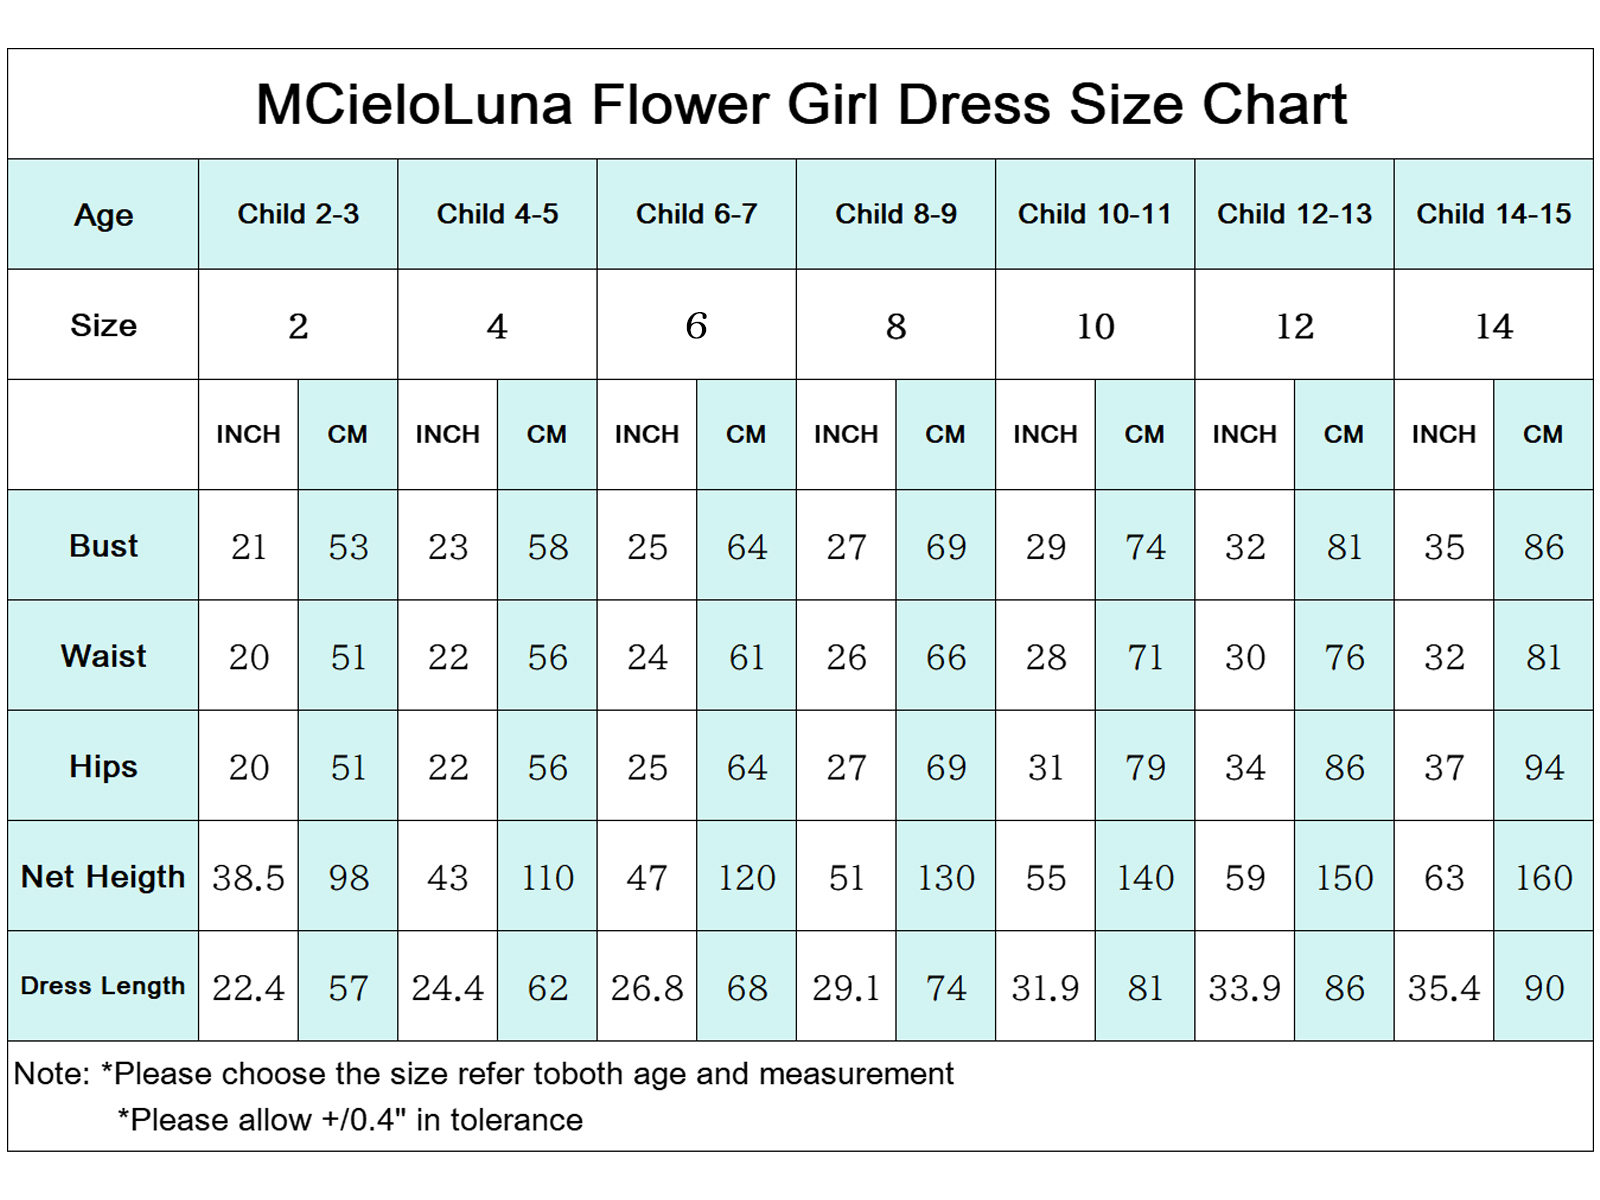 MCieloLuna Flower Girl Dress Size Chart
Age Child 2-3 Child 4-5 Child 6-7 Child 8-9 Child 10-11 Child 12-13 Child 14-15
Size 2 4 6 8 10 12 14
INCH CM INCH CM INCH CM INCH CM INCH CM INCH CM INCH CM
Bust 21 53 23 58 25 64 27 69 29 74 32 81 35 86
Waist 20 51 22 56 24 61 26 66 28 71 30 76 32 81
Hips 20 51 22 56 25 64 27 69 31 79 34 86 37 94
Net Heigth 38.5 98 43 110 47 120 51 130 55 140 59 150 63 160
Dress Length 22.4 57 24.4 62 26.8 68 29.1 74 31.9 81 33.9 86 35.4 90
Note: *Please choose the size refer toboth age and measurement
*Please allow +/0.4" in tolerance